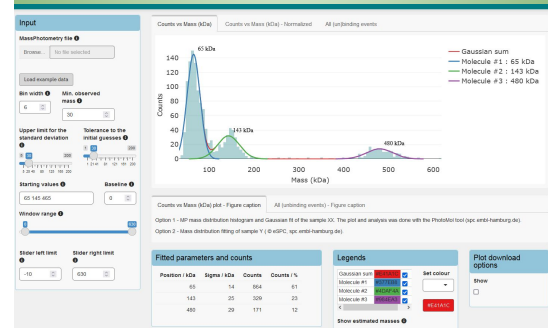 Input
MassPhotometry file
Browse... No file selected
Load example data
Bin width
Min. observed mass
6
30
Upper limit for the standard deviation
Tolerance to the initial guesses
200
200
Starting values
Baseline
65 145 465
0
Window range
Slider left limit
Slider right limit
-10
630
Counts vs Mass (kDa)
Counts vs Mass (kDa) - Normalized
All (un)binding events
140
120
100
80
60
40
20
0
Counts
65 kDa
143 kDa
480 kDa
100 200 300 400 500 600
Mass (kDa)
Gaussian sum
Molecule #1 : 65 kDa
Molecule #2 : 143 kDa
Molecule #3 : 480 kDa
Counts vs Mass (kDa) plot - Figure caption
All (un)binding events - Figure caption
Option 1 - MP mass distribution histogram and Gaussian fit of the sample XX. The plot and analysis was done with the PhotoMol tool (spc.embl-hamburg.de).
Option 2 - Mass distribution fitting of sample Y ( © eSPC, spc.embl-hamburg.de).
Fitted parameters and counts
Position / kDa Sigma / kDa Counts Counts / %
65 14 864 61
143 25 329 23
480 29 171 12
Legends
Gaussian sum
Molecule #1
Molecule #2
Molecule #3
Set colour
#E41A1C
Show estimated masses
Plot download options
Show